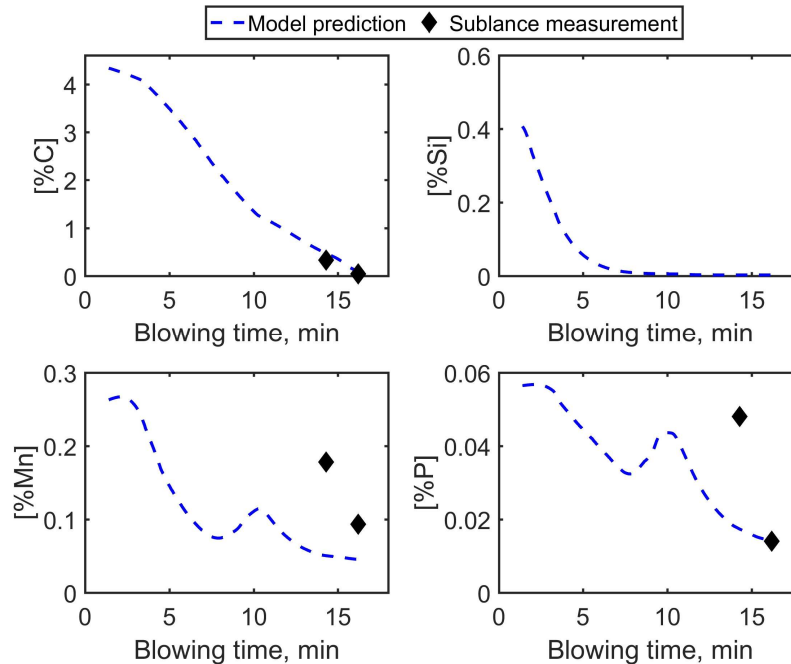 Model prediction Sublance measurement
[%C]
4
3
2
1
0
0 5 10 15
Blowing time, min
[%Si]
0.6
0.4
0.2
0
0 5 10 15
Blowing time, min
[%Mn]
0.3
0.2
0.1
0
0 5 10 15
Blowing time, min
[%P]
0.06
0.04
0.02
0
0 5 10 15
Blowing time, min